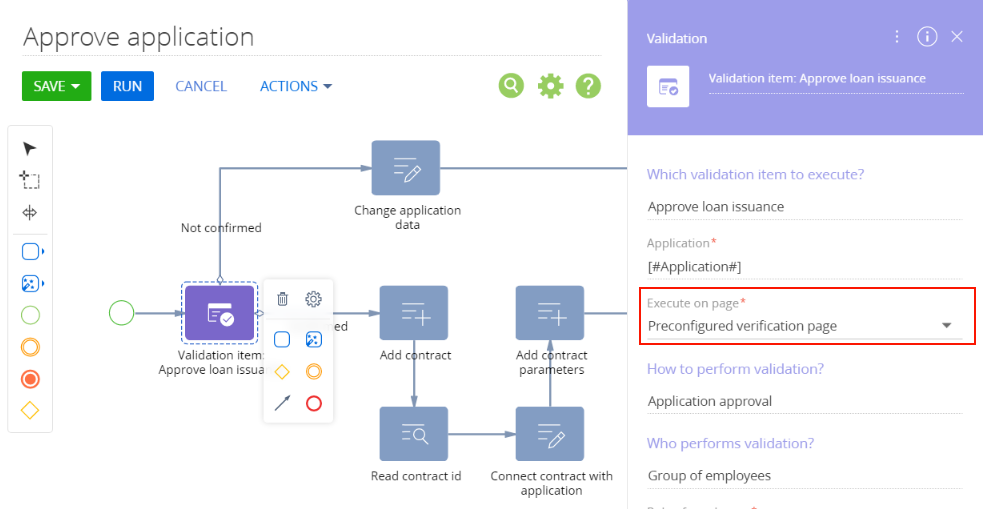 Approve application
SAVE
RUN
CANCEL
ACTIONS
?
Change application
data
Not confirmed
ed
Validation item:
Approve loan issua
Add contract
Add contract
parameters
Read contract id
Connect contract with
application
Validation
Validation item: Approve loan issuance
Which validation item to execute?
Approve loan issuance
Application*
[#Application#]
Execute on page*
Preconfigured verification page
How to perform validation?
Application approval
Who performs validation?
Group of employees